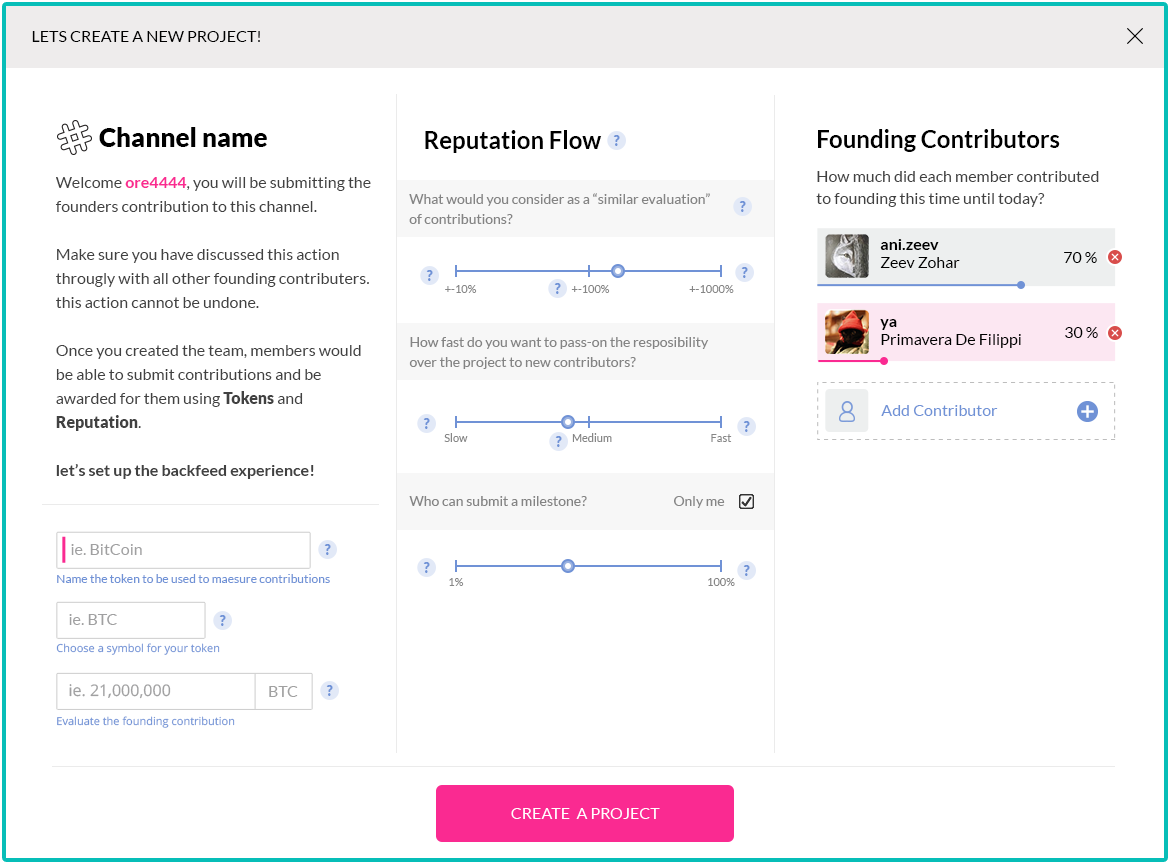 LETS CREATE A NEW PROJECT!
Channel name
Welcome ore4444, you will be submitting the
founders contribution to this channel.
Make sure you have discussed this action
througly with all other founding contributers.
this action cannot be undone.
Once you created the team, members would
be able to submit contributions and be
awarded for them using Tokens and
Reputation.
let’s set up the backfeed experience!
ie. BitCoin ?
Name the token to be used to maesure contributions
ie. BTC ?
Choose a symbol for your token
ie. 21,000,000 BTC ?
Evaluate the founding contribution
Reputation Flow ?
What would you consider as a “similar evaluation”
of contributions? ?
? ?
+-10% ? +-100% +-1000%
How fast do you want to pass-on the resposibility
over the project to new contributors?
? ?
Slow ? Medium Fast
Who can submit a milestone? Only me
? ?
1% 100%
Founding Contributors
How much did each member contributed
to founding this time until today?
ani.zeev
Zeev Zohar 70 %
ya
Primavera De Filippi 30 %
Add Contributor
CREATE A PROJECT